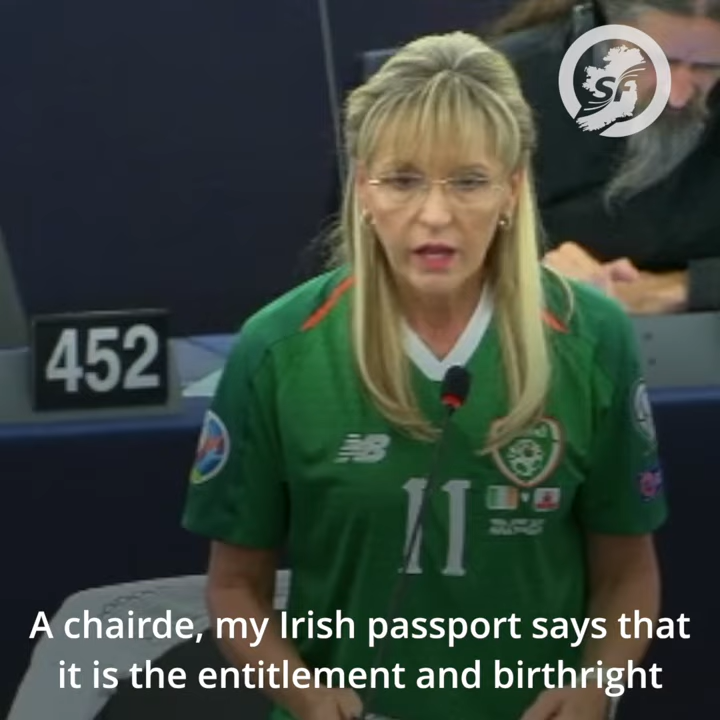 SF
452
NB
11
A chairde, my Irish passport says that
it is the entitlement and birthright